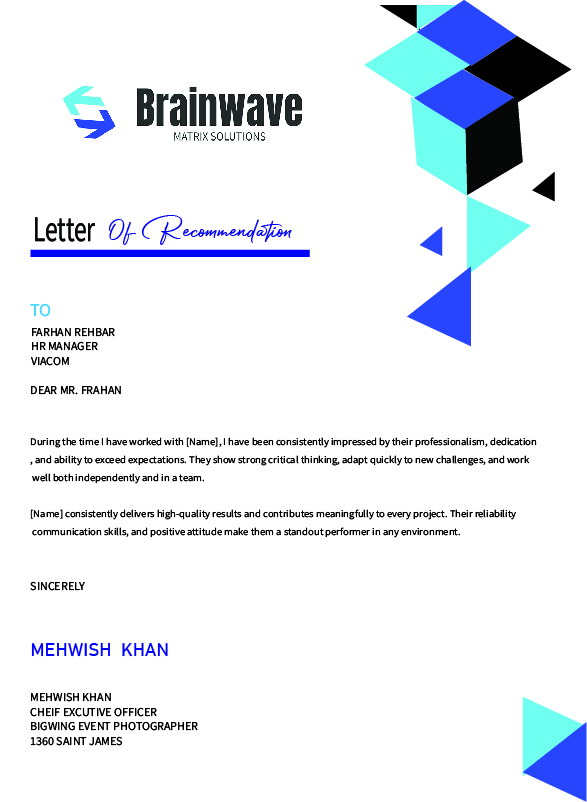 Brainwave
MATRIX SOLUTIONS
Letter Of Recommendation
TO
FARHAN REHBAR
HR MANAGER
VIACOM
DEAR MR. FRAHAN
During the time I have worked with [Name], I have been consistently impressed by their professionalism, dedication
, and ability to exceed expectations. They show strong critical thinking, adapt quickly to new challenges, and work
well both independently and in a team.
[Name] consistently delivers high-quality results and contributes meaningfully to every project. Their reliability
communication skills, and positive attitude make them a standout performer in any environment.
SINCERELY
MEHWISH KHAN
MEHWISH KHAN
CHEIF EXCUTIVE OFFICER
BIGWING EVENT PHOTOGRAPHER
1360 SAINT JAMES